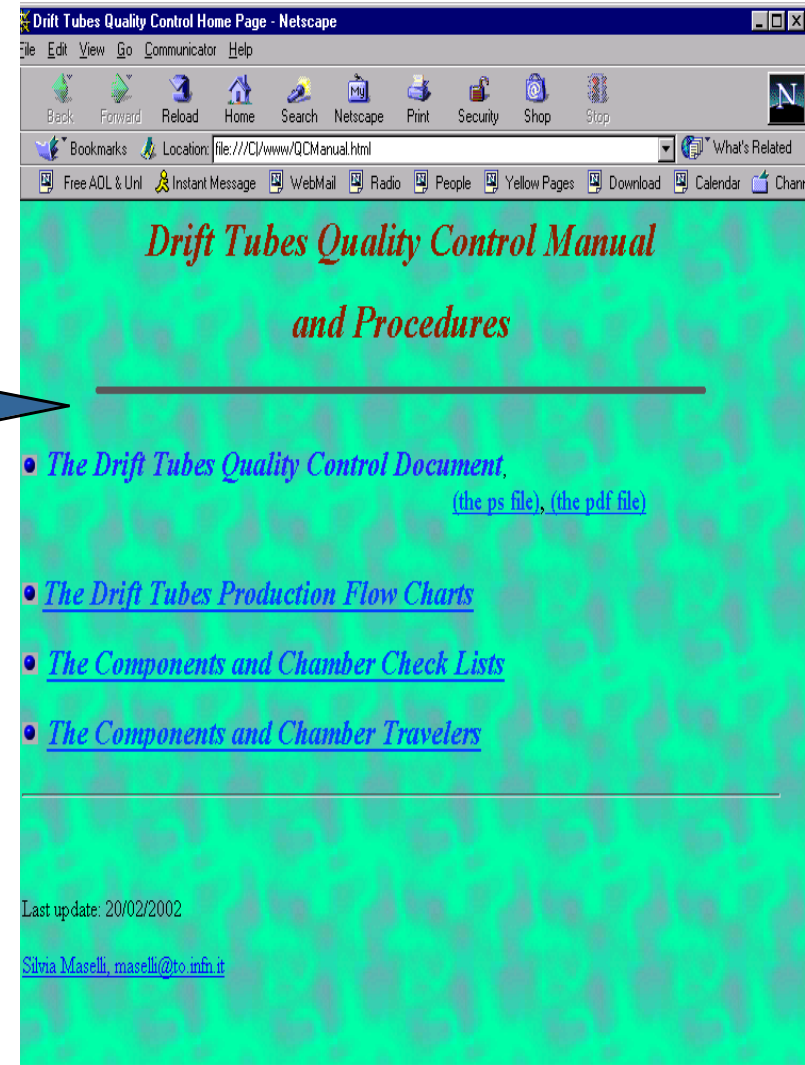 Drift Tubes Quality Control Home Page - Netscape
File Edit View Go Communicator Help
Back Forward Reload Home Search Netscape Print Security Shop Stop
My
N
Bookmarks Location: file:///C|/www/QCManual.html What's Related
Free AOL & Unl Instant Message WebMail Radio People Yellow Pages Download Calendar Chann
Drift Tubes Quality Control Manual
and Procedures
The Drift Tubes Quality Control Document,
(the ps file), (the pdf file)
The Drift Tubes Production Flow Charts
The Components and Chamber Check Lists
The Components and Chamber Travelers
Last update: 20/02/2002
Silvia Maselli, maselli@to.infn.it